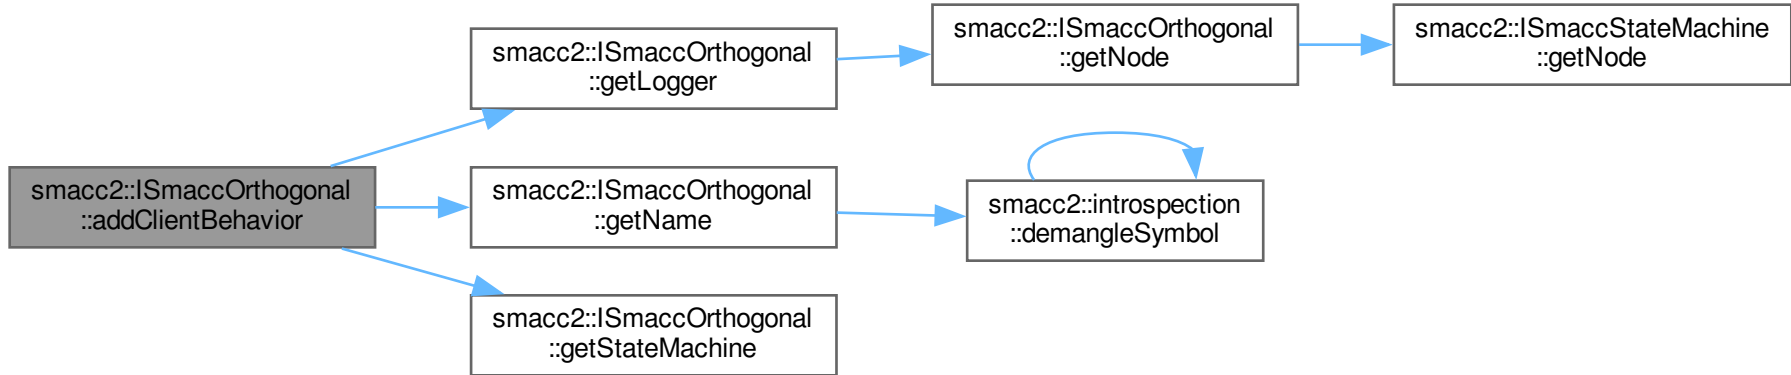 smacc2::ISmaccOrthogonal
::addClientBehavior
smacc2::ISmaccOrthogonal
::getLogger
smacc2::ISmaccOrthogonal
::getNode
smacc2::ISmaccStateMachine
::getNode
smacc2::ISmaccOrthogonal
::getName
smacc2::introspection
::demangleSymbol
smacc2::ISmaccOrthogonal
::getStateMachine